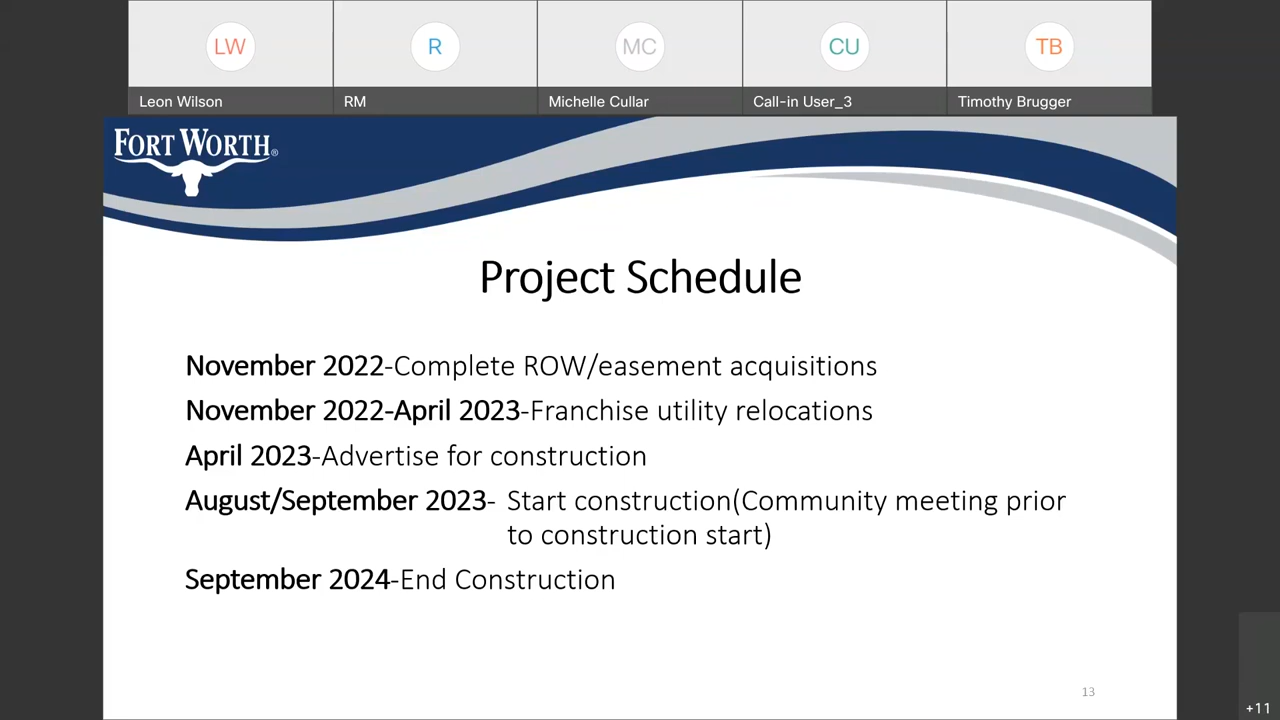 LW
R
MC
CU
TB
Leon Wilson
RM
Michelle Cullar
Call-in User_3
Timothy Brugger
FORT WORTH®
Project Schedule
November 2022-Complete ROW/easement acquisitions
November 2022-April 2023-Franchise utility relocations
April 2023-Advertise for construction
August/September 2023- Start construction(Community meeting prior
to construction start)
September 2024-End Construction
13
+11